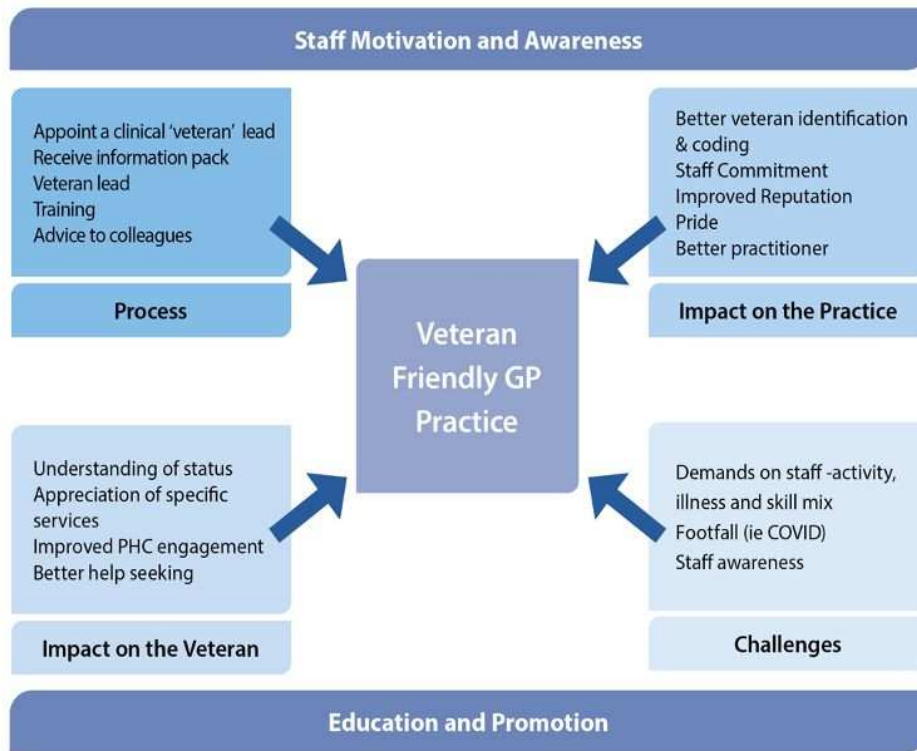 Staff Motivation and Awareness
Appoint a clinical ‘veteran’ lead
Receive information pack
Veteran lead
Training
Advice to colleagues
Process
Better veteran identification
& coding
Staff Commitment
Improved Reputation
Pride
Better practitioner
Impact on the Practice
Veteran
Friendly GP
Practice
Understanding of status
Appreciation of specific
services
Improved PHC engagement
Better help seeking
Impact on the Veteran
Demands on staff -activity,
illness and skill mix
Footfall (ie COVID)
Staff awareness
Challenges
Education and Promotion